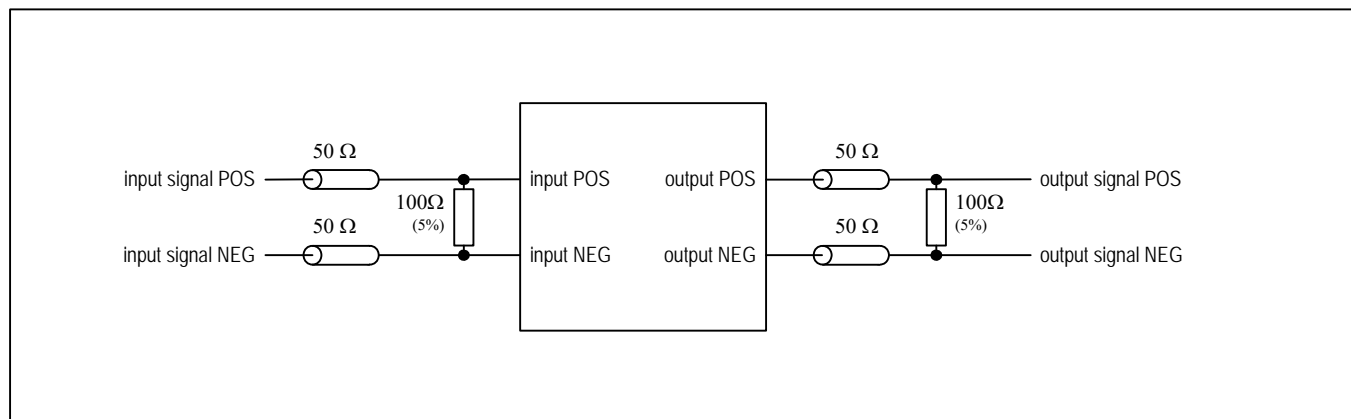 50 Ω
50 Ω
input signal POS
input POS
output POS
output signal POS
100Ω
(5%)
100Ω
(5%)
50 Ω
50 Ω
input signal NEG
input NEG
output NEG
output signal NEG